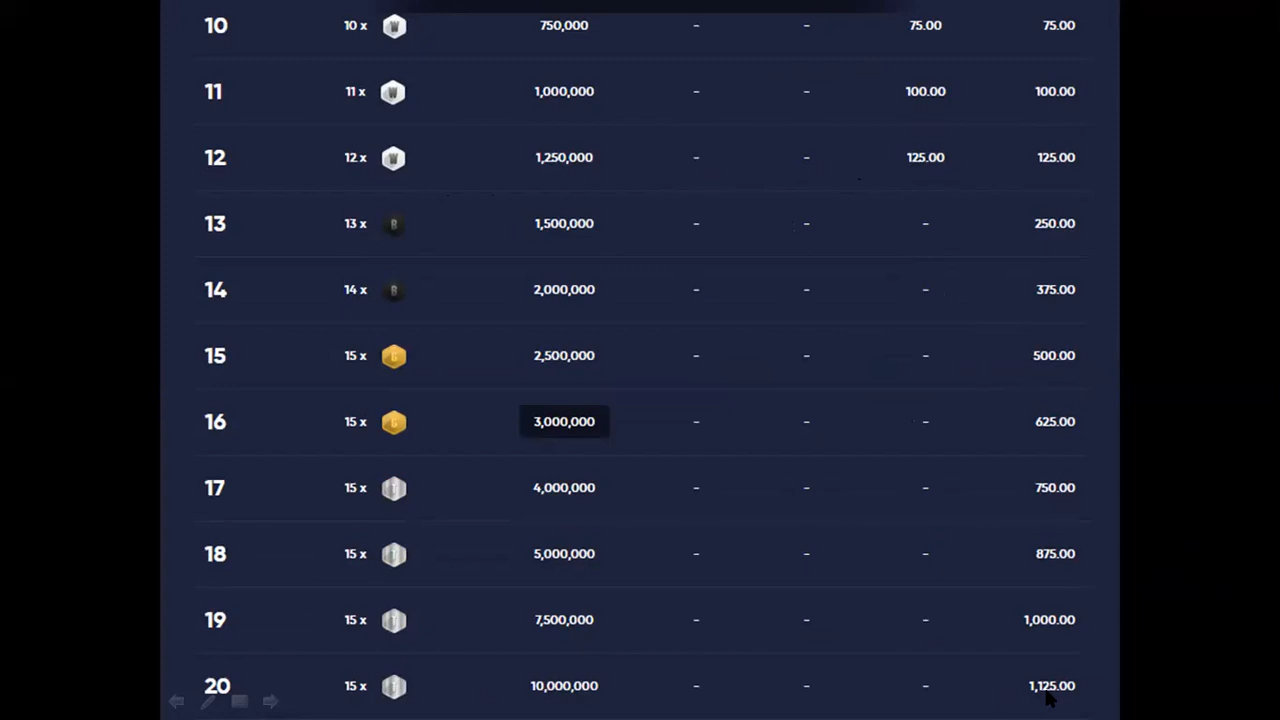 10 10 x W 750,000 - - 75.00 75.00
11 11 x W 1,000,000 - - 100.00 100.00
12 12 x W 1,250,000 - - 125.00 125.00
13 13 x B 1,500,000 - - - 250.00
14 14 x B 2,000,000 - - - 375.00
15 15 x G 2,500,000 - - - 500.00
16 15 x G 3,000,000 - - - 625.00
17 15 x T 4,000,000 - - - 750.00
18 15 x T 5,000,000 - - - 875.00
19 15 x T 7,500,000 - - - 1,000.00
20 15 x T 10,000,000 - - - 1,125.00